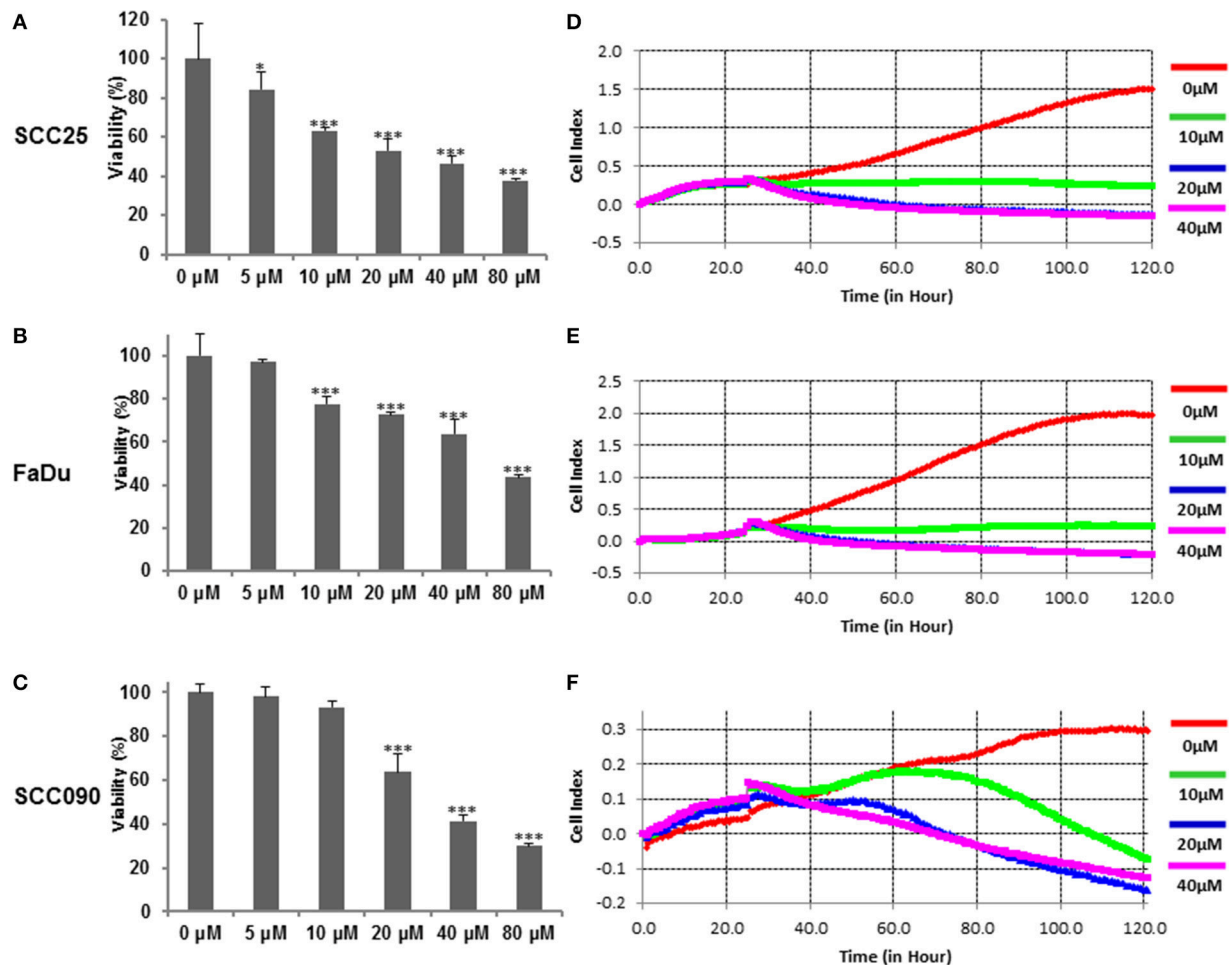 A
SCC25
Viability (%)
120
100
80
60
40
20
0
*
***
***
***
***
0 µM 5 µM 10 µM 20 µM 40 µM 80 µM
D
Cell Index
2.0
1.5
1.0
0.5
0.0
-0.5
0.0 20.0 40.0 60.0 80.0 100.0 120.0
Time (in Hour)
0µM
10µM
20µM
40µM
B
FaDu
Viability (%)
100
80
60
40
20
0
***
***
***
***
0 µM 5 µM 10 µM 20 µM 40 µM 80 µM
E
Cell Index
2.5
2.0
1.5
1.0
0.5
0.0
-0.5
0.0 20.0 40.0 60.0 80.0 100.0 120.0
Time (in Hour)
0µM
10µM
20µM
40µM
C
SCC090
Viability (%)
100
80
60
40
20
0
***
***
***
0 µM 5 µM 10 µM 20 µM 40 µM 80 µM
F
Cell Index
0.3
0.2
0.1
0.0
-0.1
-0.2
0.0 20.0 40.0 60.0 80.0 100.0 120.0
Time (in Hour)
0µM
10µM
20µM
40µM